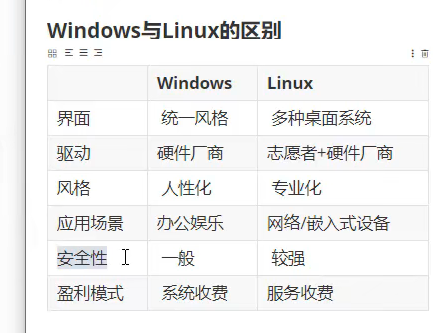 Windows与Linux的区别
Windows Linux
界面 统一风格 多种桌面系统
驱动 硬件厂商 志愿者+硬件厂商
风格 人性化 专业化
应用场景 办公娱乐 网络/嵌入式设备
安全性 一般 较强
盈利模式 系统收费 服务收费